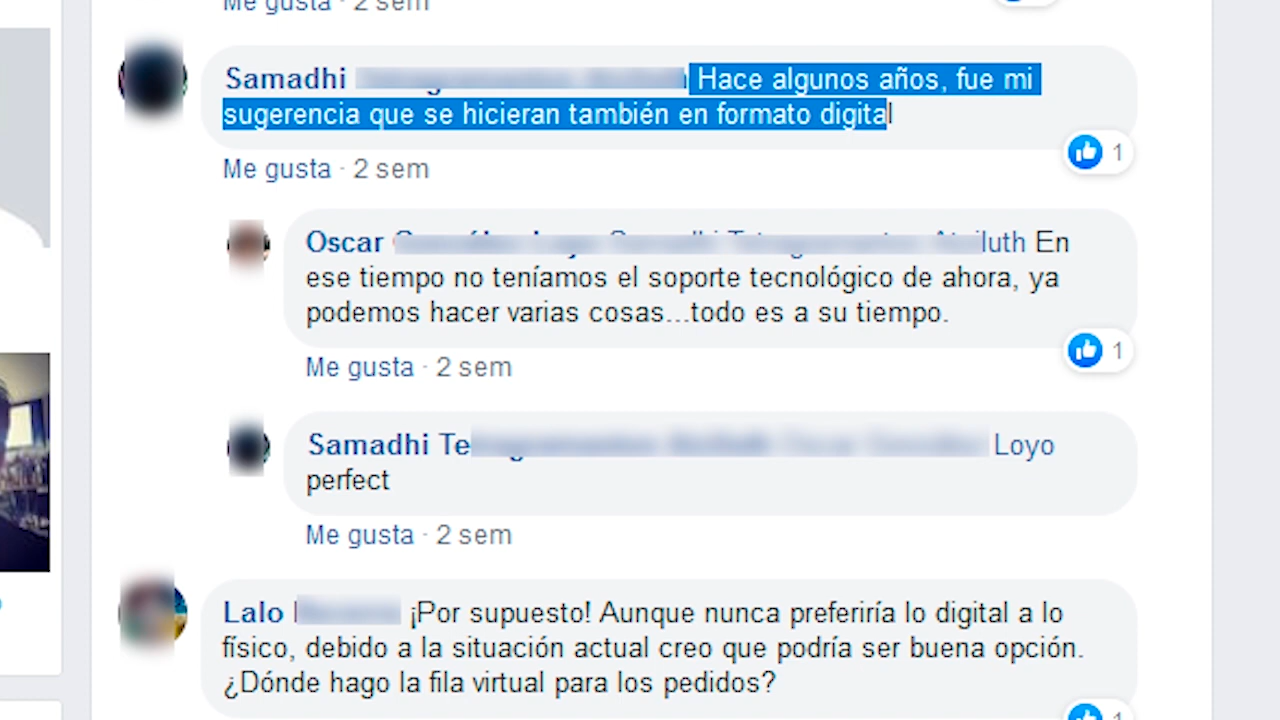 Me gusta · 2 sem
Samadhi Hace algunos años, fue mi
sugerencia que se hicieran también en formato digital
1
Me gusta · 2 sem
Oscar luth En
ese tiempo no teníamos el soporte tecnológico de ahora, ya
podemos hacer varias cosas...todo es a su tiempo.
1
Me gusta · 2 sem
Samadhi Loyo
perfect
Me gusta · 2 sem
Lalo ¡Por supuesto! Aunque nunca preferiría lo digital a lo
físico, debido a la situación actual creo que podría ser buena opción.
¿Dónde hago la fila virtual para los pedidos?
1